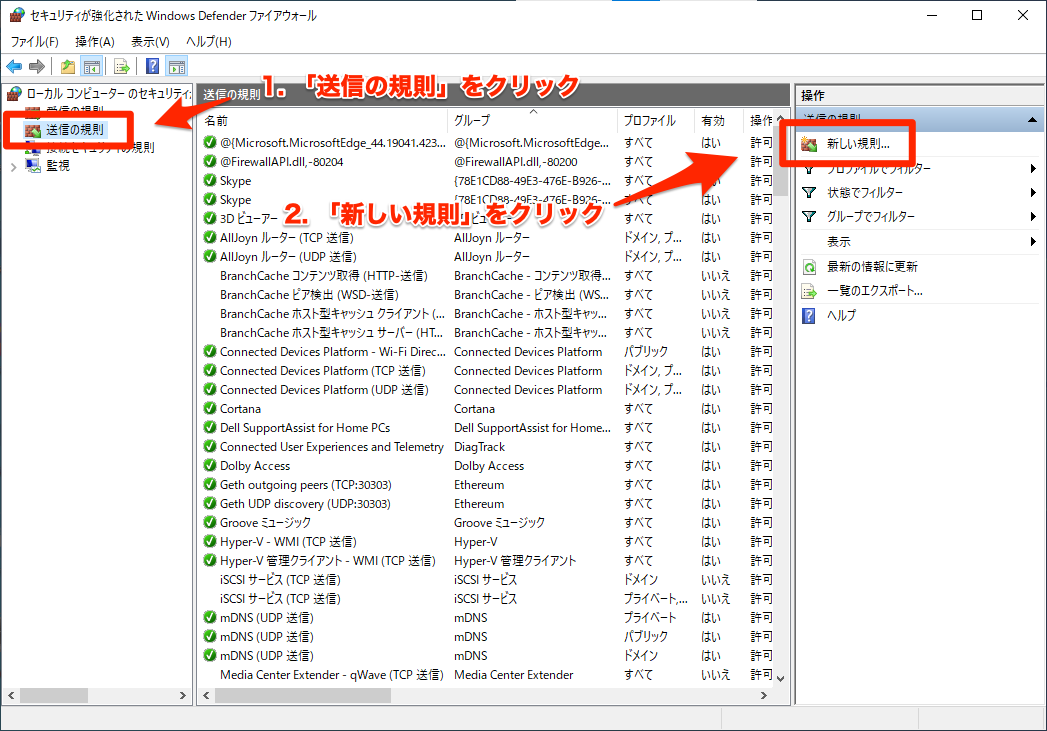 セキュリティが強化された Windows Defender ファイアウォール
ファイル(F) 操作(A) 表示(V) ヘルプ(H)
1. 「送信の規則」をクリック
ローカル コンピューター のセキュリティ
受信の規則
送信の規則
接続セキュリティの規則
監視
送信の規則
名前 グループ プロファイル 有効 操作
@{Microsoft.MicrosoftEdge_44.19041.423... @{Microsoft.MicrosoftEdge... すべて はい 許可
@FirewallAPI.dll,-80204 @FirewallAPI.dll,-80200 すべて はい 許可
Skype {78E1CD88-49E3-476E-B926-... すべて はい 許可
Skype {78E1CD88-49E3-476E-B926-... すべて はい 許可
3D ビューアー ビューアー すべて はい 許可
2. 「新しい規則」をクリック
AllJoyn ルーター (TCP 送信) AllJoyn ルーター ドメイン, プ... はい 許可
AllJoyn ルーター (UDP 送信) AllJoyn ルーター ドメイン, プ... はい 許可
BranchCache コンテンツ取得 (HTTP-送信) BranchCache - コンテンツ取得... すべて いいえ 許可
BranchCache ピア検出 (WSD-送信) BranchCache - ピア検出 (WS... すべて いいえ 許可
BranchCache ホスト型キャッシュ クライアント (... BranchCache - ホスト型キャッ... すべて いいえ 許可
BranchCache ホスト型キャッシュ サーバー (HT... BranchCache - ホスト型キャッ... すべて いいえ 許可
Connected Devices Platform - Wi-Fi Direc... Connected Devices Platform パブリック はい 許可
Connected Devices Platform (TCP 送信) Connected Devices Platform ドメイン, プ... はい 許可
Connected Devices Platform (UDP 送信) Connected Devices Platform ドメイン, プ... はい 許可
Cortana Cortana すべて はい 許可
Dell SupportAssist for Home PCs Dell SupportAssist for Home... すべて はい 許可
Connected User Experiences and Telemetry DiagTrack すべて はい 許可
Dolby Access Dolby Access すべて はい 許可
Geth outgoing peers (TCP:30303) Ethereum すべて はい 許可
Geth UDP discovery (UDP:30303) Ethereum すべて はい 許可
Groove ミュージック Groove ミュージック すべて はい 許可
Hyper-V - WMI (TCP 送信) Hyper-V すべて はい 許可
Hyper-V 管理クライアント - WMI (TCP 送信) Hyper-V 管理クライアント すべて はい 許可
iSCSI サービス (TCP 送信) iSCSI サービス ドメイン いいえ 許可
iSCSI サービス (TCP 送信) iSCSI サービス プライベート,... いいえ 許可
mDNS (UDP 送信) mDNS プライベート はい 許可
mDNS (UDP 送信) mDNS パブリック はい 許可
mDNS (UDP 送信) mDNS ドメイン はい 許可
Media Center Extender - qWave (TCP 送信) Media Center Extender すべて いいえ 許可
操作
送信の規則
新しい規則...
プロファイルでフィルター
状態でフィルター
グループでフィルター
表示
最新の情報に更新
一覧のエクスポート...
ヘルプ